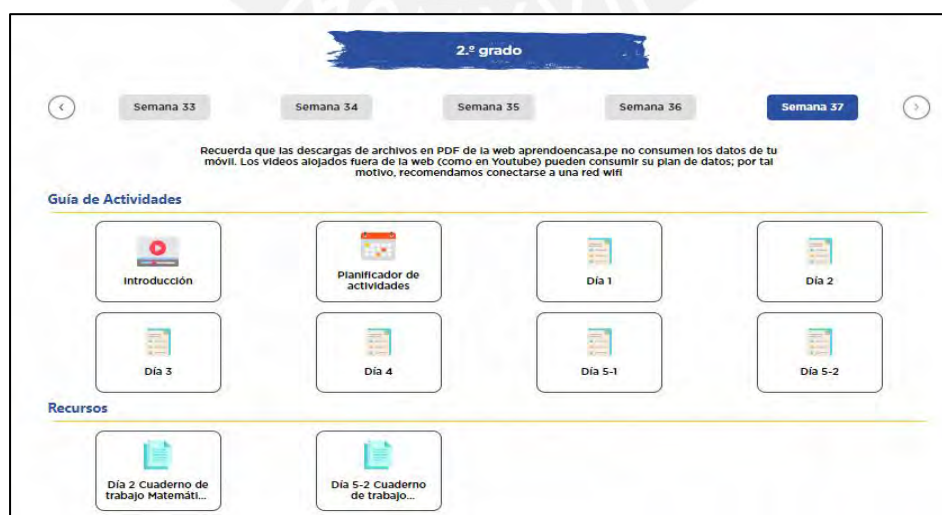 2.º grado
Semana 33
Semana 34
Semana 35
Semana 36
Semana 37
Recuerda que las descargas de archivos en PDF de la web aprendoencasa.pe no consumen los datos de tu
móvil. Los videos alojados fuera de la web (como en Youtube) pueden consumir su plan de datos; por tal
motivo, recomendamos conectarse a una red wifi
Guía de Actividades
Introducción
Planificador de
actividades
Día 1
Día 2
Día 3
Día 4
Día 5-1
Día 5-2
Recursos
Día 2 Cuaderno de
trabajo Matemáti...
Día 5-2 Cuaderno
de trabajo...